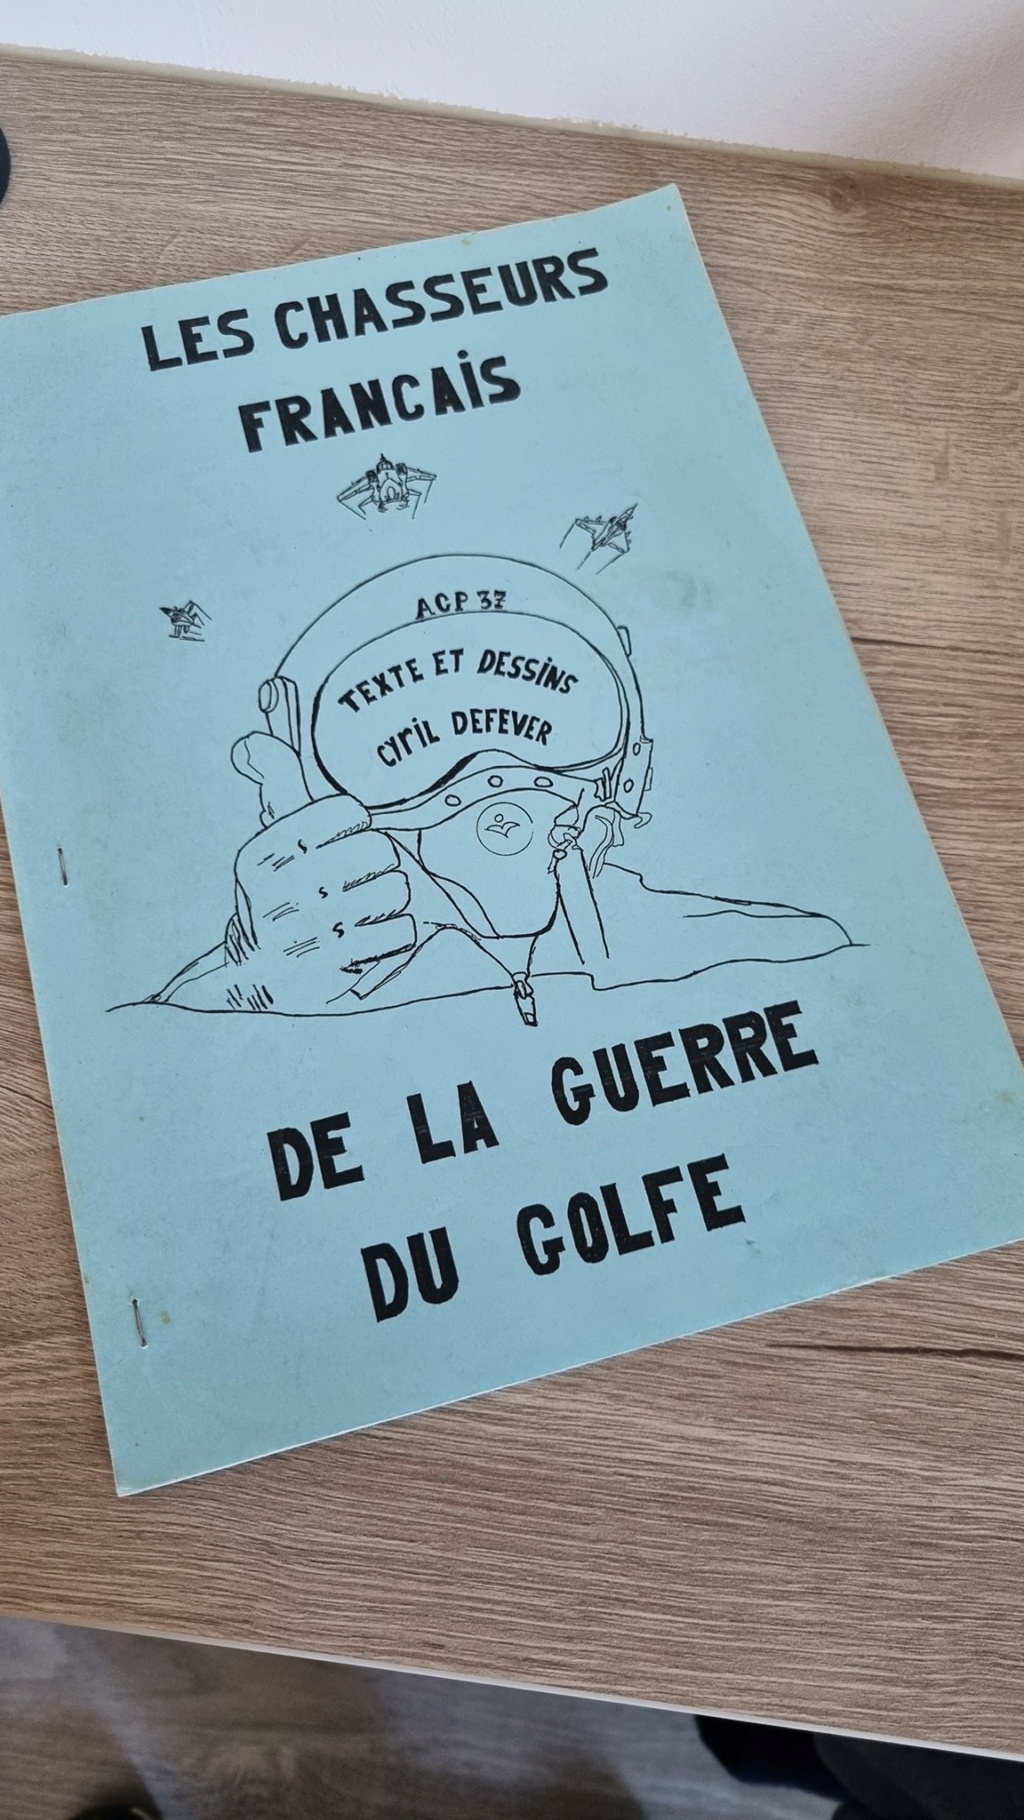 LES CHASSEURS
FRANCAiS
ACP 37
TEXTE ET DESSiNS
CYriL DEFEVER
DE LA GUERRE
DU GOLFE